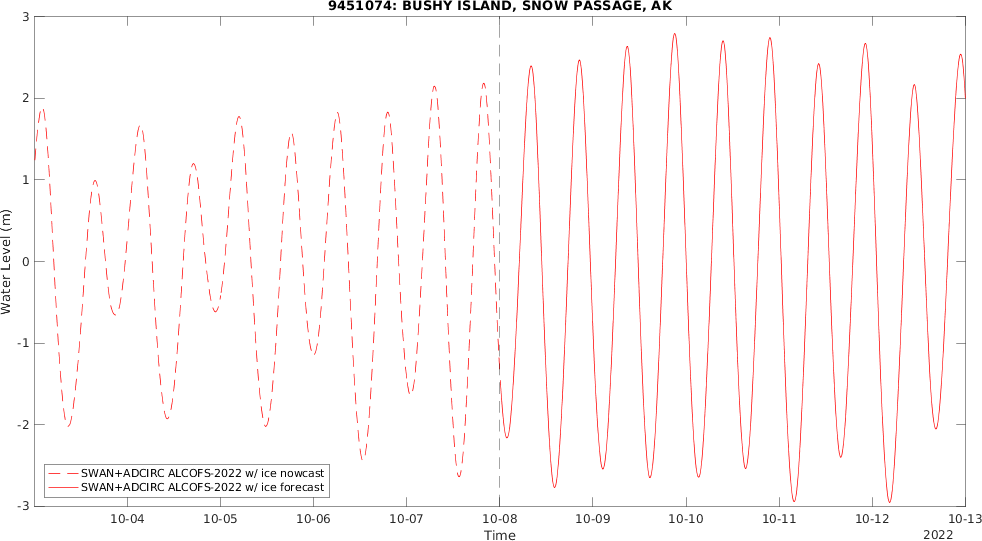 9451074: BUSHY ISLAND, SNOW PASSAGE, AK
3
2
1
0
-1
-2
-3
Water Level (m)
SWAN+ADCIRC ALCOFS-2022 w/ ice nowcast
SWAN+ADCIRC ALCOFS-2022 w/ ice forecast
10-04 10-05 10-06 10-07 10-08 10-09 10-10 10-11 10-12 10-13
Time
2022